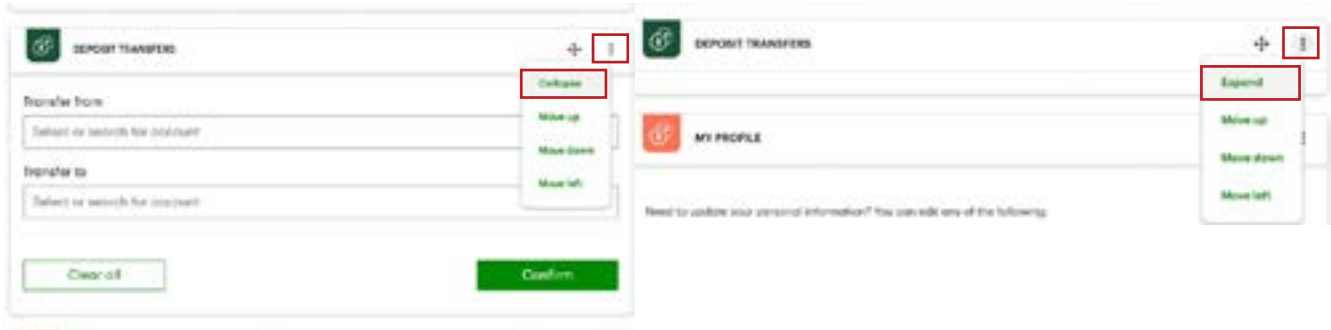 DEPOSIT TRANSFERS
Collapse
Transfer from
Move up
Select or search for account
Move down
Transfer to
Move left
Select or search for account
Clear all
Confirm
DEPOSIT TRANSFERS
Expand
Move up
MY PROFILE
Move down
Move left
Need to update your personal information? You can edit any of the following: